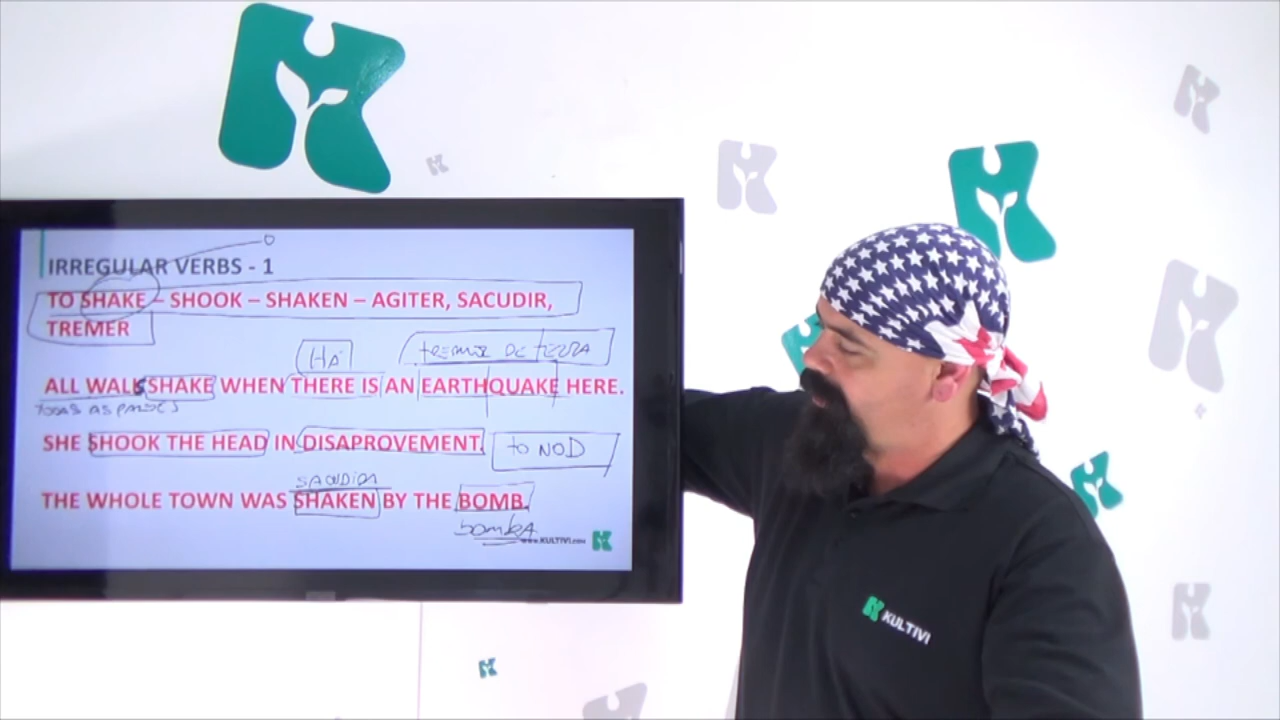 IRREGULAR VERBS - 1
TO SHAKE – SHOOK – SHAKEN – AGITER, SACUDIR,
TREMER
HÁ TREMOR DE TERRA
ALL WALLS SHAKE WHEN THERE IS AN EARTHQUAKE HERE.
TODAS AS PAREDES
SHE SHOOK THE HEAD IN DISAPROVEMENT. to NOD
SACUDIDA
THE WHOLE TOWN WAS SHAKEN BY THE BOMB.
bomba
WWW.KULTIVI.COM
KULTIVI